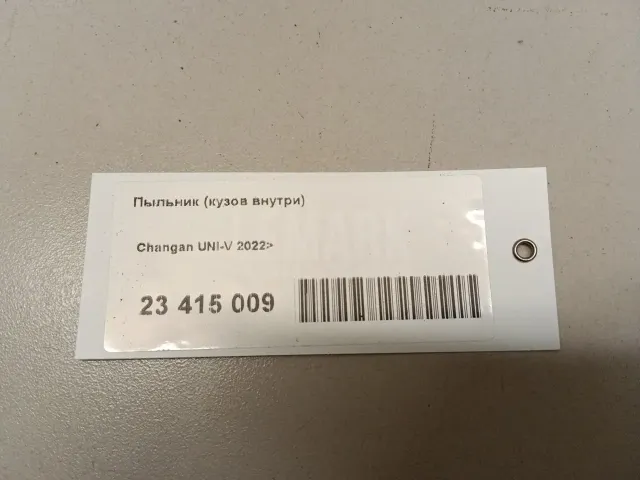 Пыльник (кузов внутри)
Changan UNI-V 2022>
23 415 009